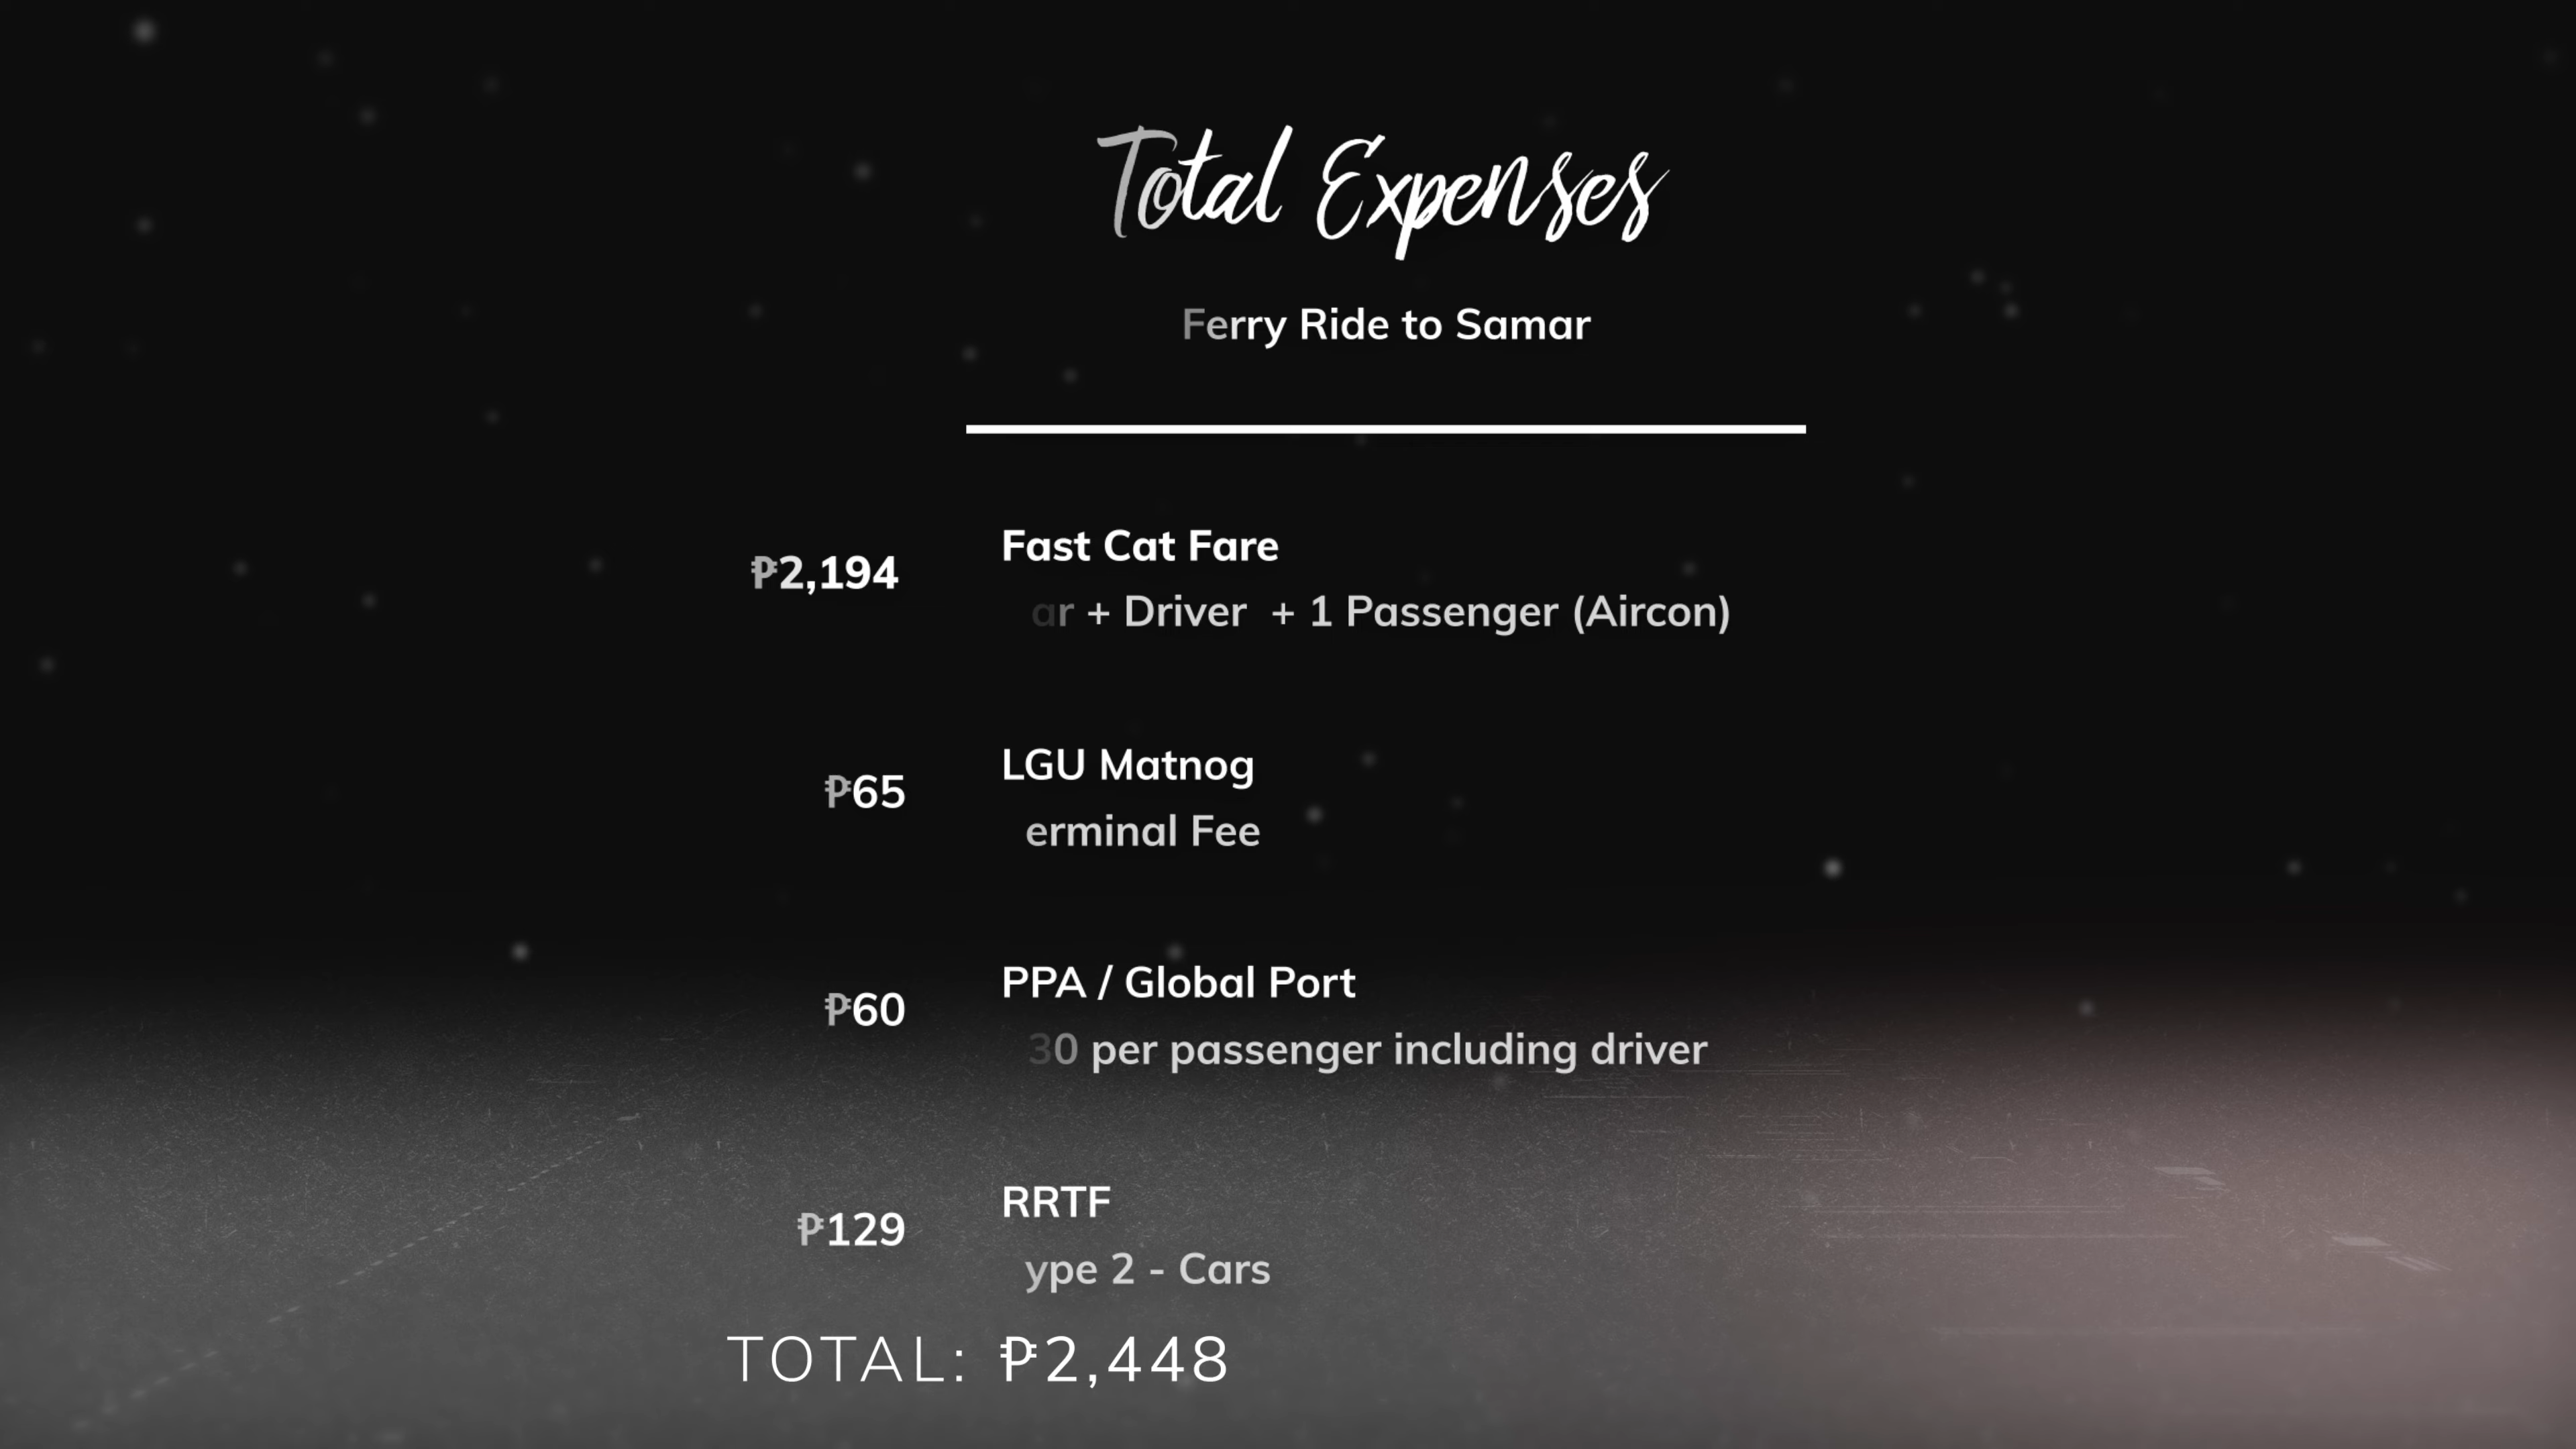 Total Expenses
Ferry Ride to Samar
₱2,194
Fast Cat Fare
ar + Driver + 1 Passenger (Aircon)
₱65
LGU Matnog
erminal Fee
₱60
PPA / Global Port
30 per passenger including driver
₱129
RRTF
ype 2 - Cars
TOTAL: ₱2,448